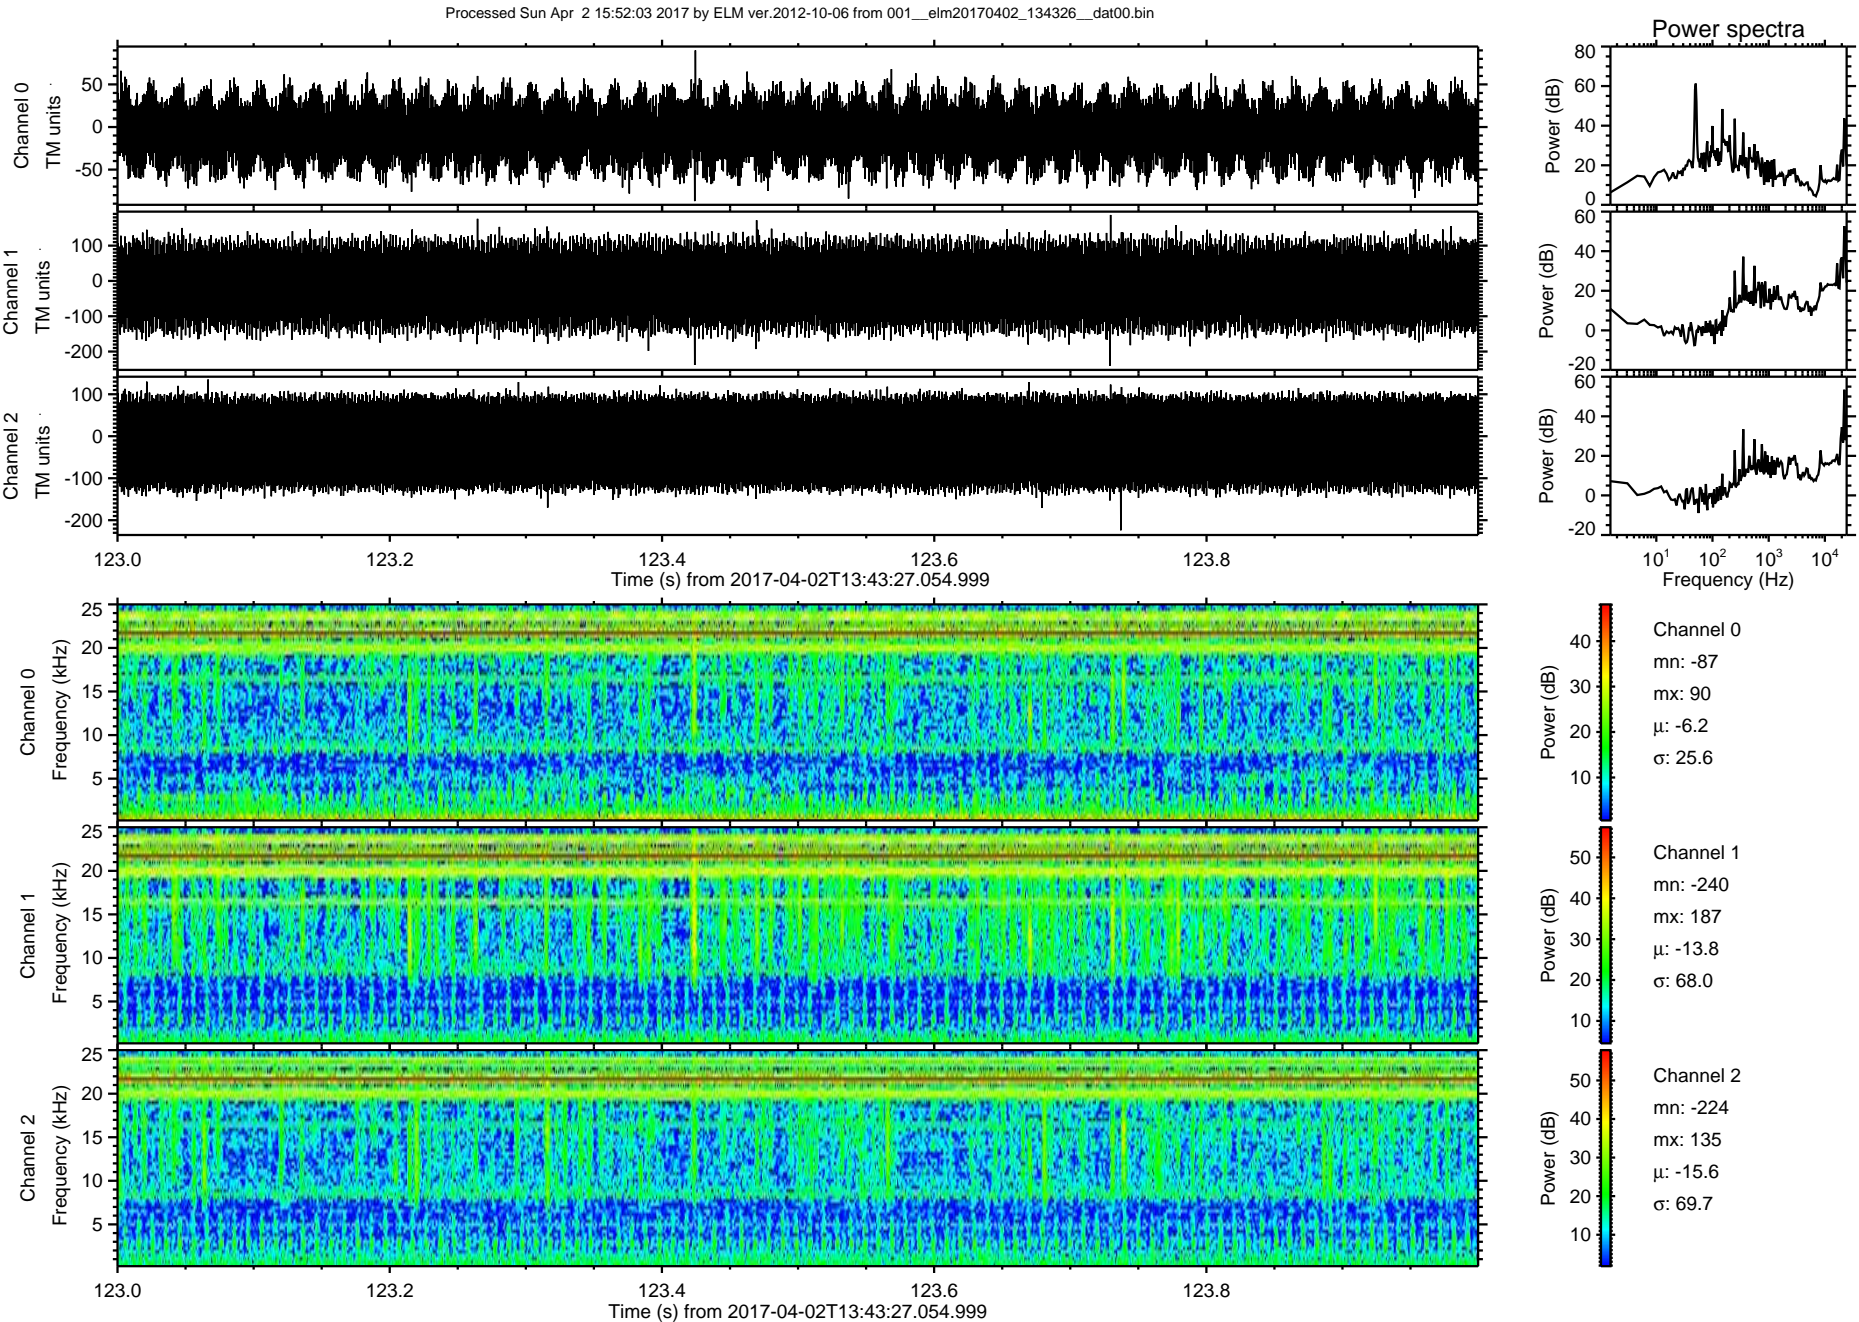 Processed Sun Apr  2 15:52:03 2017 by ELM ver.2012-10-06 from 001__elm20170402_134326__dat00.bin
Power spectra
Channel 0
TM units
50
0
-50
Power (dB)
80
60
40
20
0
Channel 1
TM units
100
0
-100
-200
Power (dB)
60
40
20
0
-20
Channel 2
TM units
100
0
-100
-200
Power (dB)
60
40
20
0
-20
123.0 123.2 123.4 123.6 123.8
Time (s) from 2017-04-02T13:43:27.054.999
10^1 10^2 10^3 10^4
Frequency (Hz)
Channel 0
Frequency (kHz)
25
20
15
10
5
Power (dB)
40
30
20
10
Channel 0
mn: -87
mx: 90
μ: -6.2
σ: 25.6
Channel 1
Frequency (kHz)
25
20
15
10
5
Power (dB)
50
40
30
20
10
Channel 1
mn: -240
mx: 187
μ: -13.8
σ: 68.0
Channel 2
Frequency (kHz)
25
20
15
10
5
Power (dB)
50
40
30
20
10
Channel 2
mn: -224
mx: 135
μ: -15.6
σ: 69.7
123.0 123.2 123.4 123.6 123.8
Time (s) from 2017-04-02T13:43:27.054.999